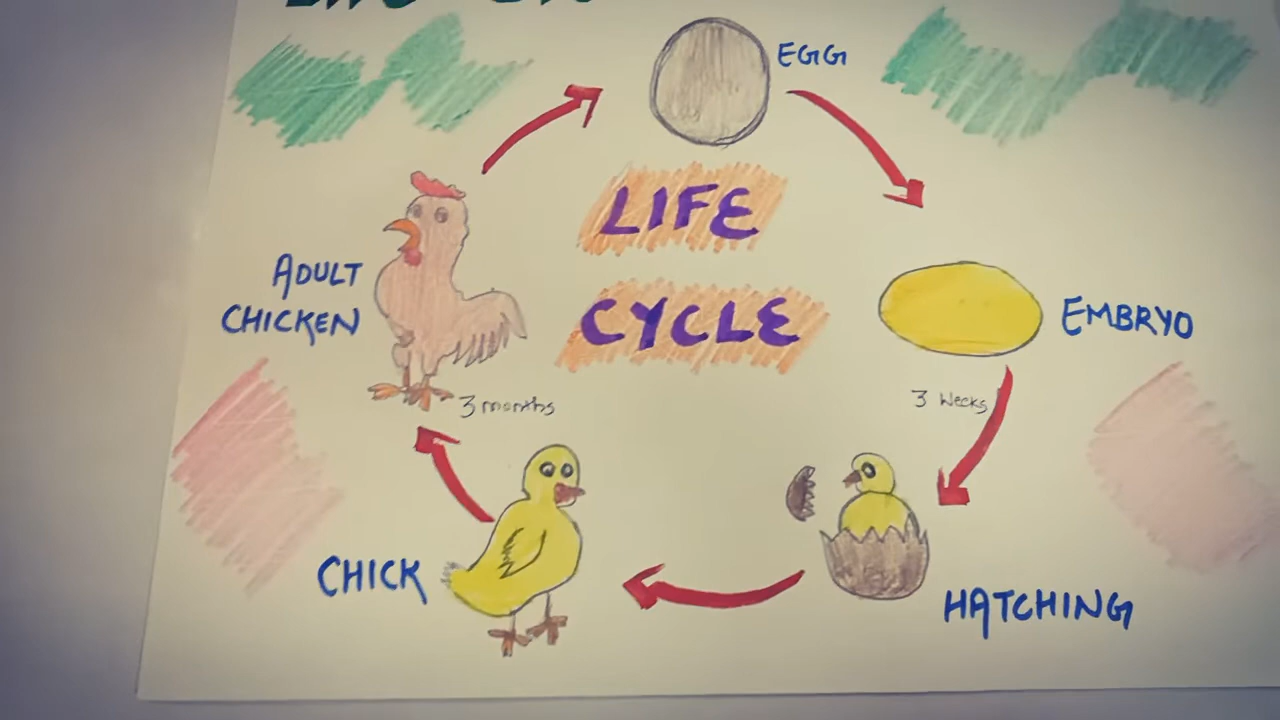 EGG
LIFE
CYCLE
ADULT
CHICKEN
EMBRYO
3 months
3 weeks
CHICK
HATCHING